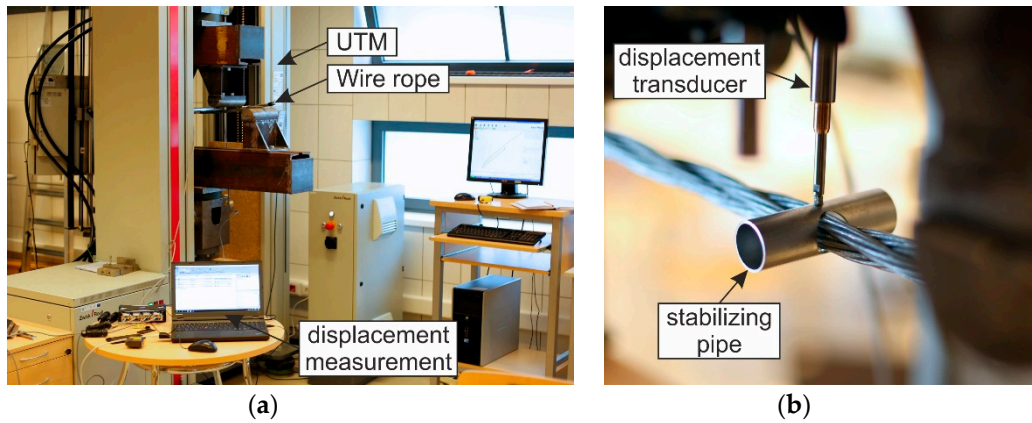 UTM
Wire rope
displacement
measurement
displacement
transducer
stabilizing
pipe
(a)
(b)